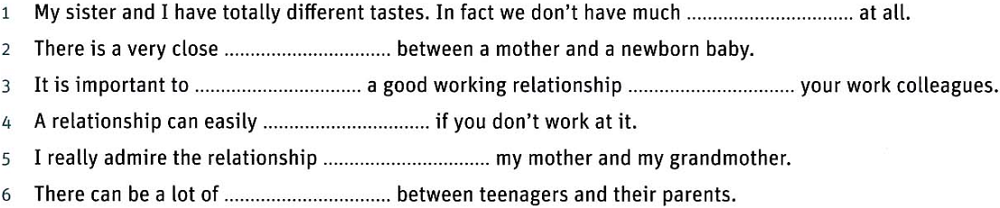 1 My sister and I have totally different tastes. In fact we don't have much ................................ at all.
2 There is a very close ................................ between a mother and a newborn baby.
3 It is important to ................................ a good working relationship ................................ your work colleagues.
4 A relationship can easily ................................ if you don't work at it.
5 I really admire the relationship ................................ my mother and my grandmother.
6 There can be a lot of ................................ between teenagers and their parents.